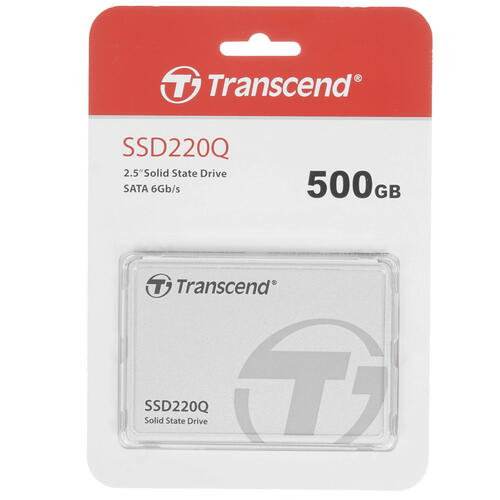 Transcend®
SSD220Q
2.5" Solid State Drive
SATA 6Gb/s
500GB
Transcend®
SSD220Q
Solid State Drive